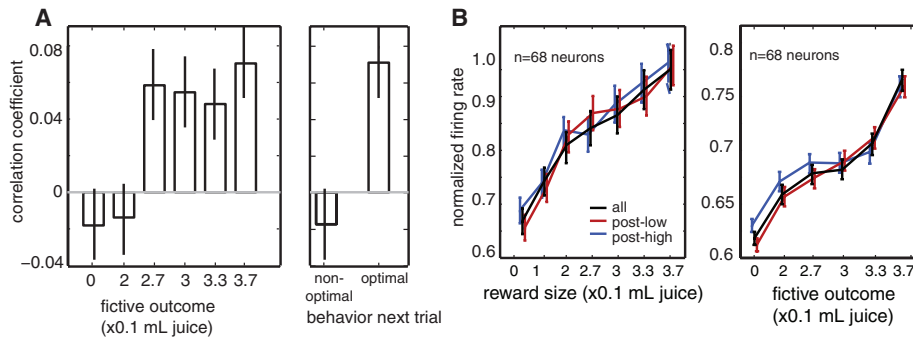 A
correlation coefficient
0.08
0.04
0
−0.04
0 2 2.7 3 3.3 3.7
fictive outcome
(x0.1 mL juice)
non-
optimal
optimal
behavior next trial
B
normalized firing rate
1.0
0.9
0.8
0.7
0.6
n=68 neurons
all
post-low
post-high
0 1 2 2.7 3 3.3 3.7
reward size (x0.1 mL juice)
0.8
0.75
0.7
0.65
0.6
n=68 neurons
0 2 2.7 3 3.3 3.7
fictive outcome
(x0.1 mL juice)